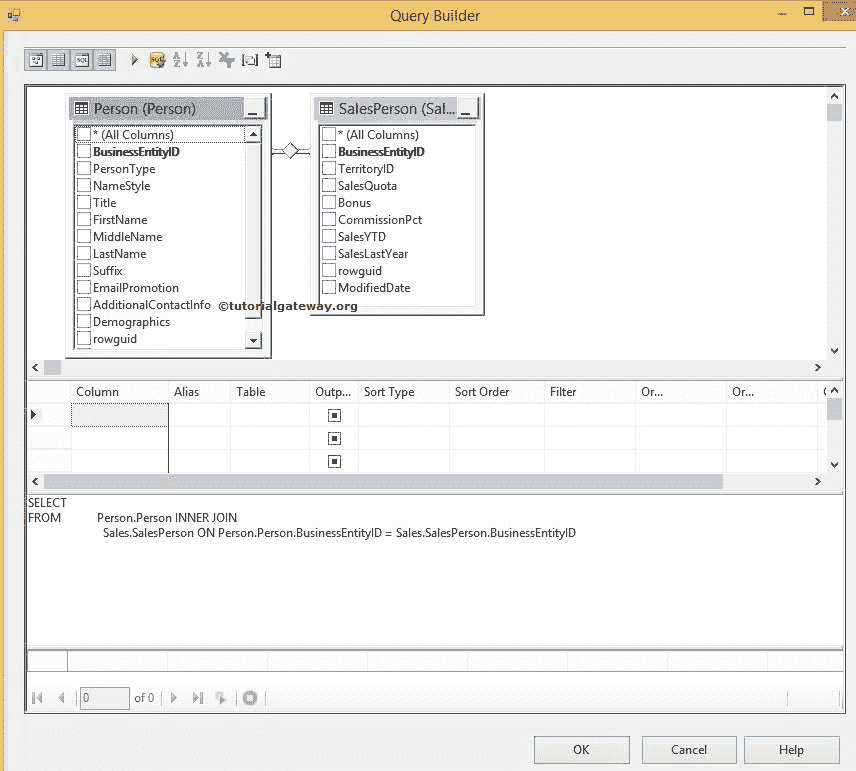 Query Builder
Person (Person)
* (All Columns)
BusinessEntityID
PersonType
NameStyle
Title
FirstName
MiddleName
LastName
Suffix
EmailPromotion
AdditionalContactInfo
Demographics
rowguid
SalesPerson (Sal...
* (All Columns)
BusinessEntityID
TerritoryID
SalesQuota
Bonus
CommissionPct
SalesYTD
SalesLastYear
rowguid
ModifiedDate
©tutorialgateway.org
Column Alias Table Outp... Sort Type Sort Order Filter Or... Or...
SELECT
FROM Person.Person INNER JOIN
Sales.SalesPerson ON Person.Person.BusinessEntityID = Sales.SalesPerson.BusinessEntityID
0 of 0
OK Cancel Help